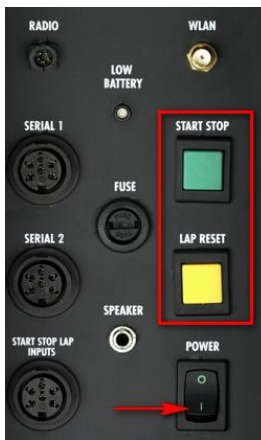 RADIO
WLAN
LOW
BATTERY
SERIAL 1
START STOP
FUSE
SERIAL 2
LAP RESET
SPEAKER
START STOP LAP
INPUTS
POWER
O
I